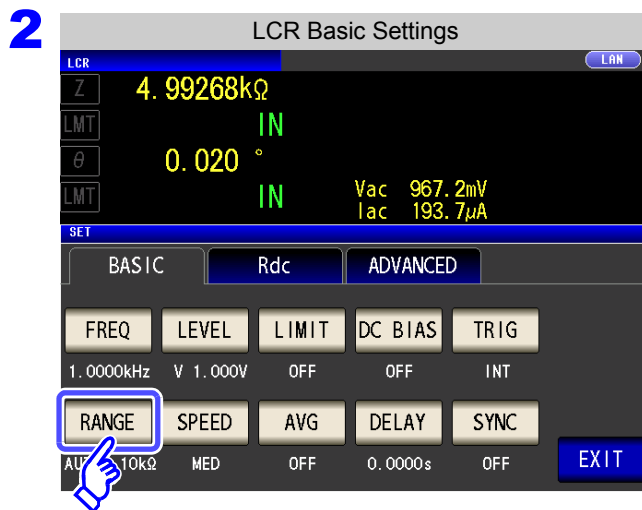 2
LCR Basic Settings
LCR LAN
Z 4.99268kΩ
LMT IN
θ 0.020 °
LMT IN Vac 967.2mV
Iac 193.7μA
SET
BASIC Rdc ADVANCED
FREQ LEVEL LIMIT DC BIAS TRIG
1.0000kHz V 1.000V OFF OFF INT
RANGE SPEED AVG DELAY SYNC
10kΩ MED OFF 0.0000s OFF
EXIT